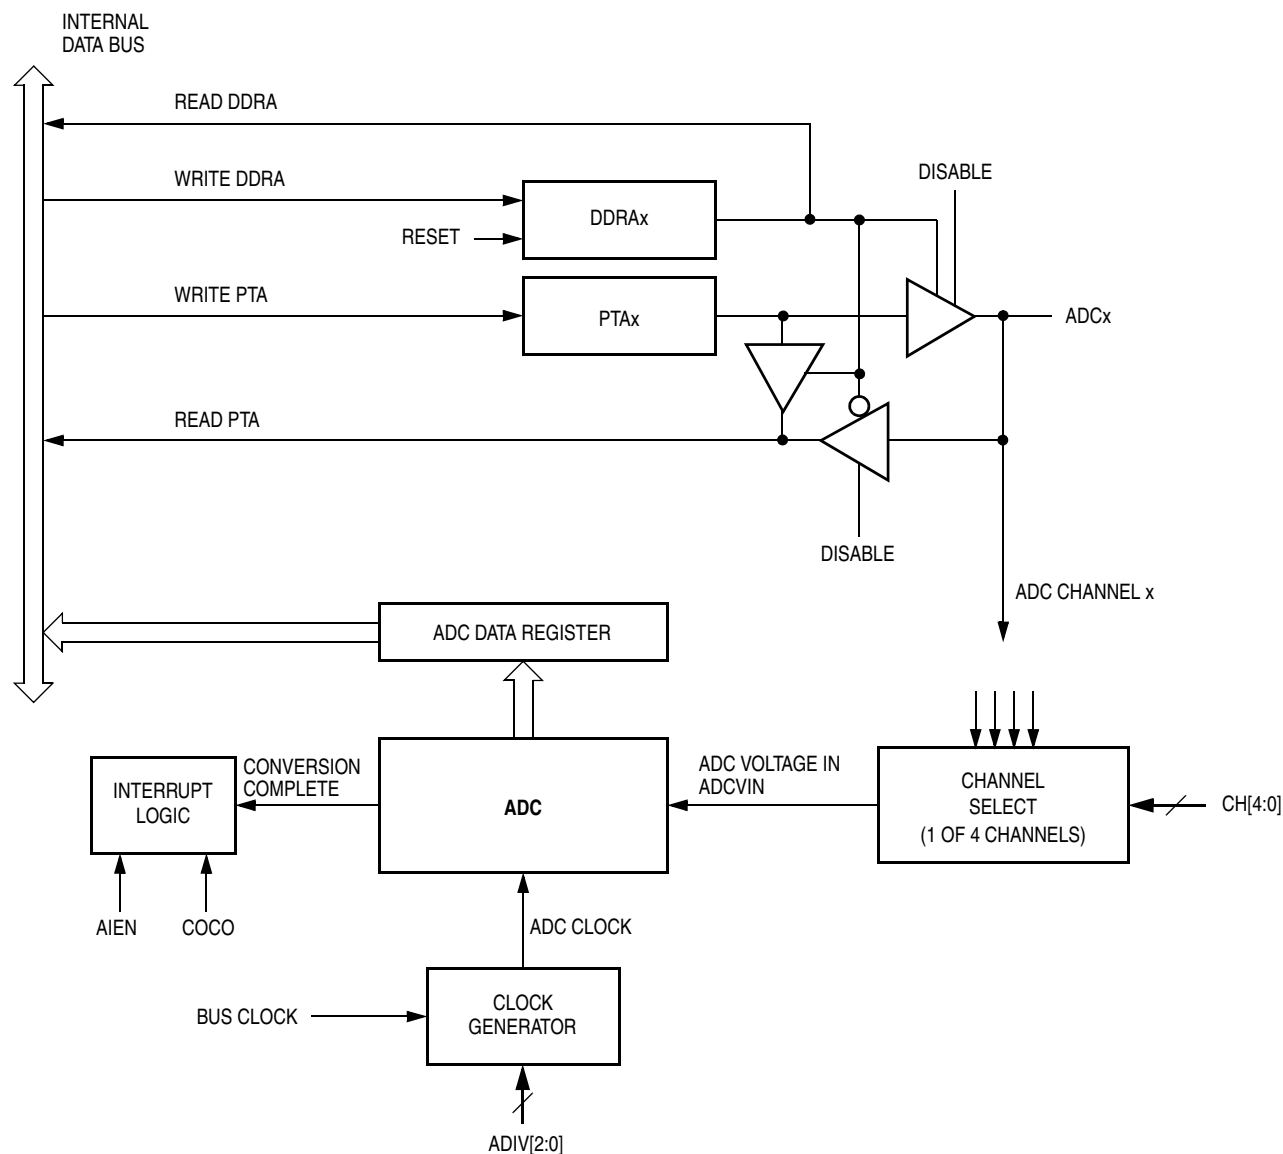 INTERNAL
DATA BUS
READ DDRA
WRITE DDRA
DISABLE
DDRAx
RESET
WRITE PTA
PTAx
ADCx
READ PTA
DISABLE
ADC CHANNEL x
ADC DATA REGISTER
INTERRUPT
LOGIC
CONVERSION
COMPLETE
ADC
ADC VOLTAGE IN
ADCVIN
CHANNEL
SELECT
(1 OF 4 CHANNELS)
CH[4:0]
AIEN
COCO
ADC CLOCK
BUS CLOCK
CLOCK
GENERATOR
ADIV[2:0]